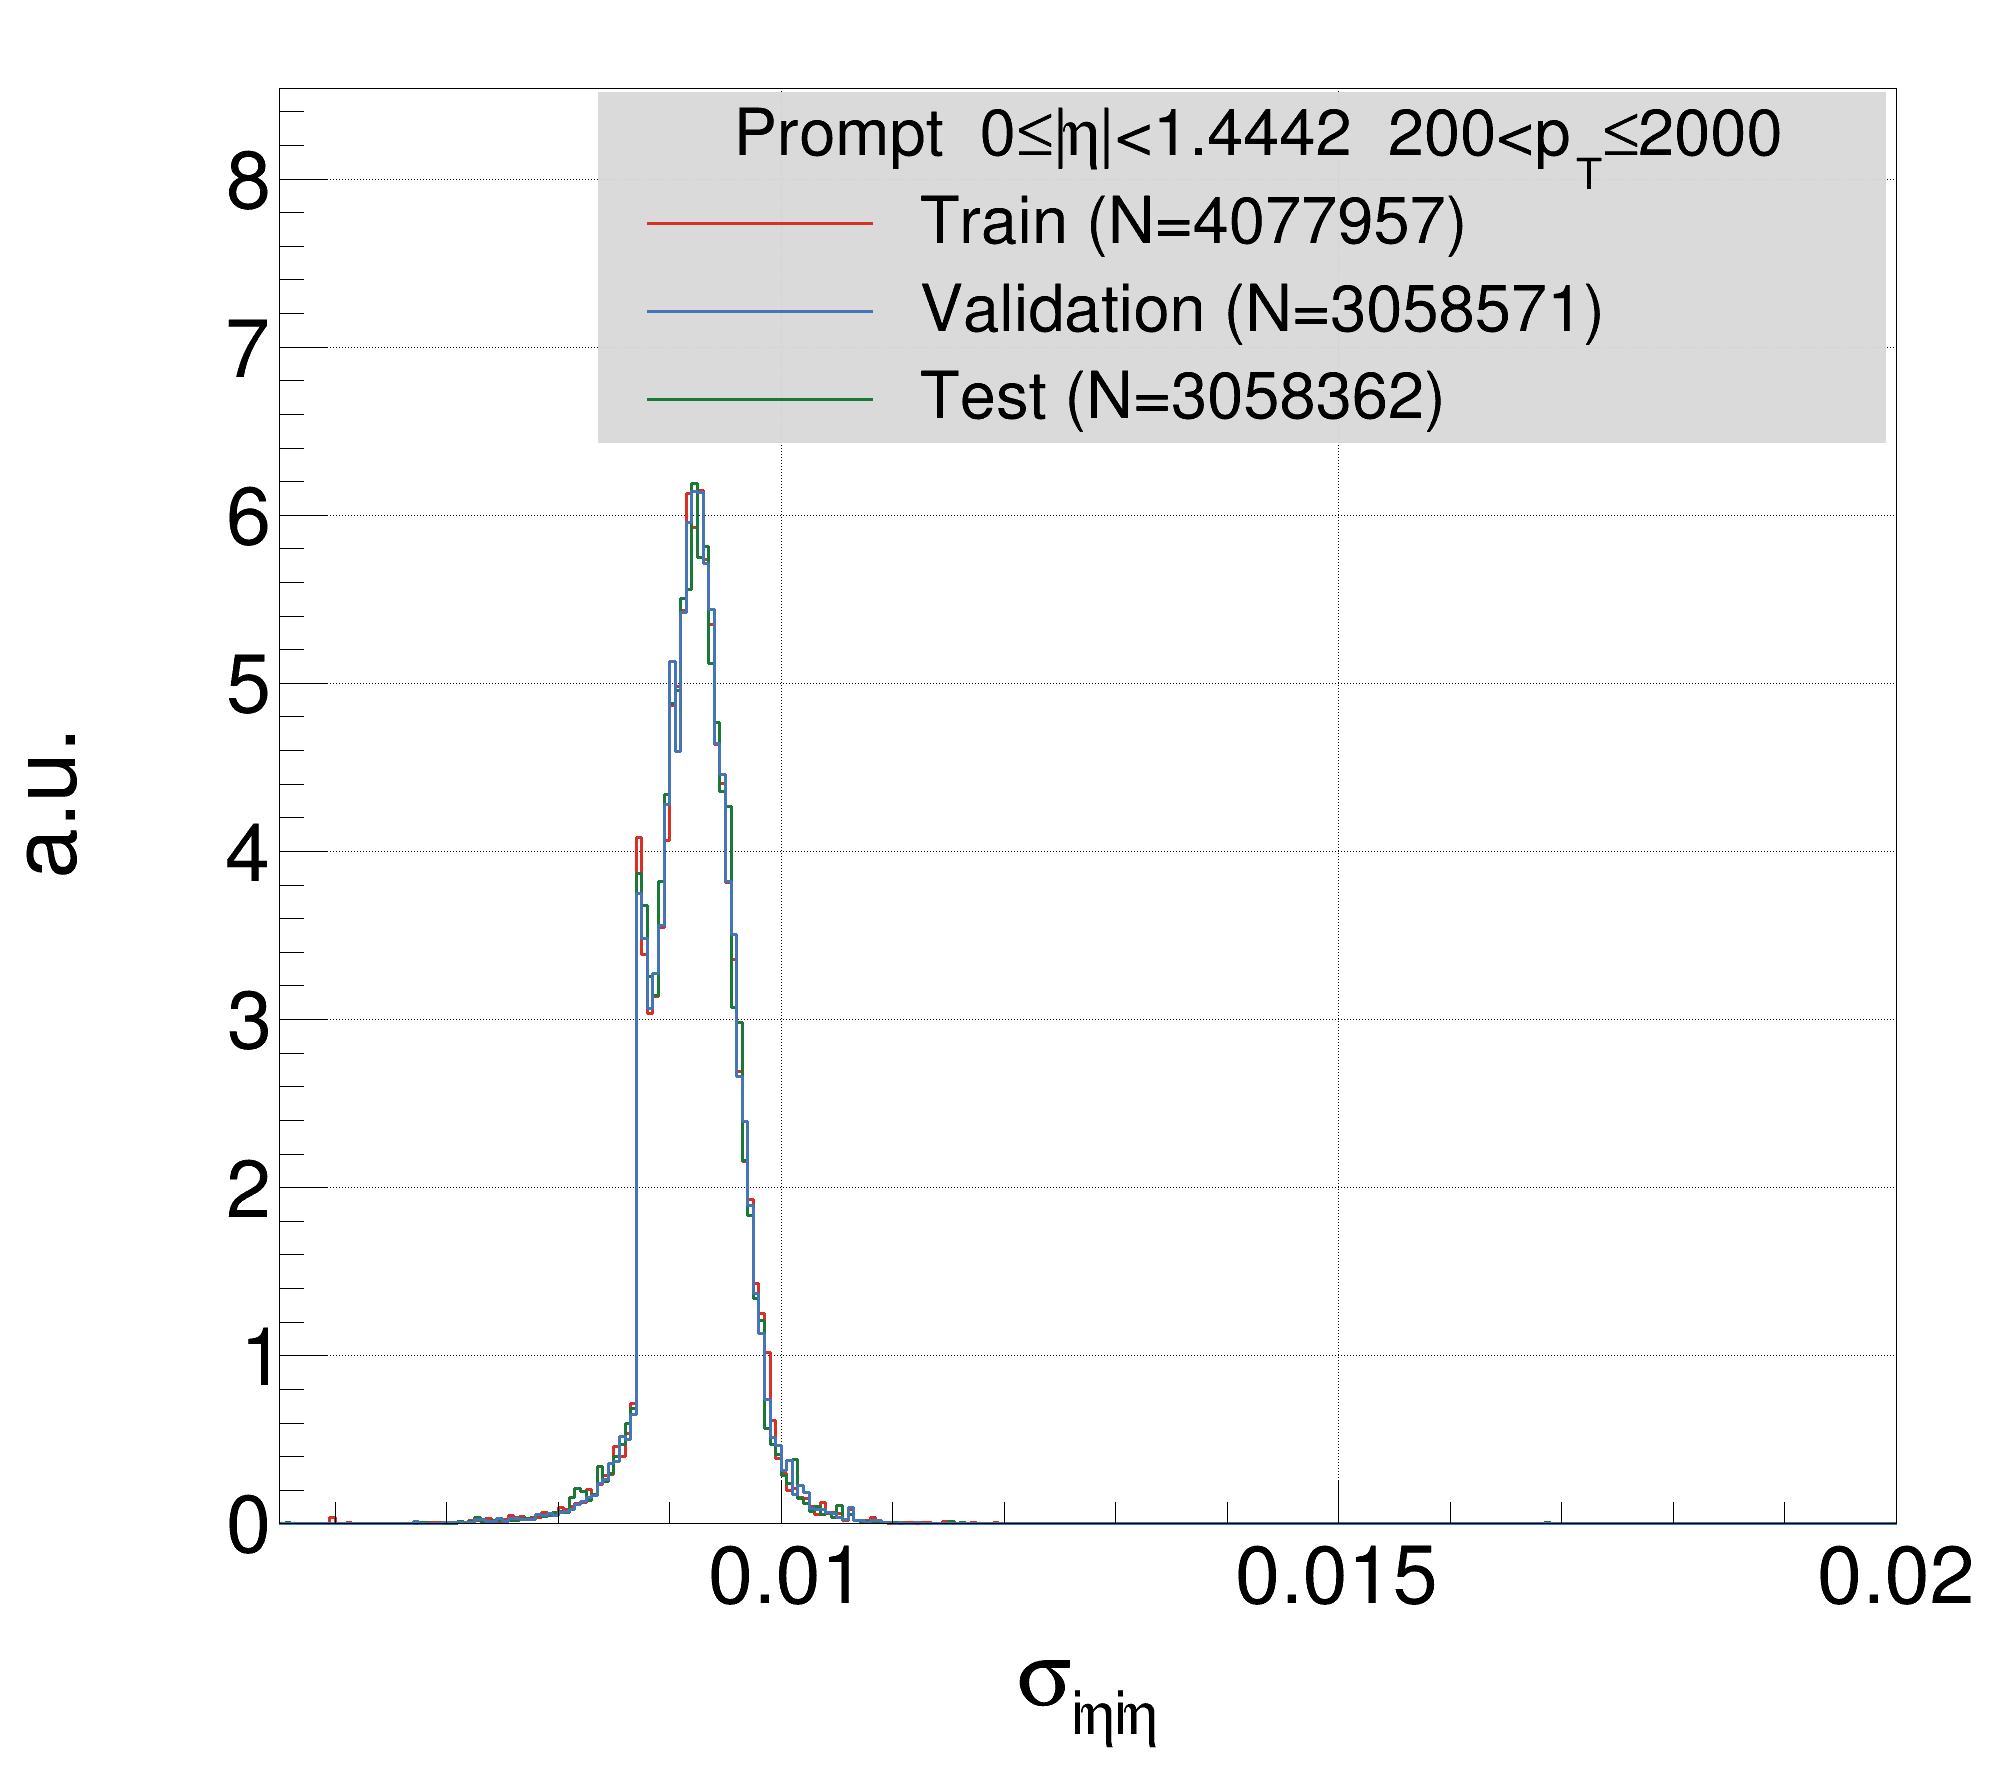 Prompt 0≤|η|<1.4442 200<p_T≤2000
Train (N=4077957)
Validation (N=3058571)
Test (N=3058362)
8
7
6
5
4
3
2
1
0
a.u.
0.01 0.015 0.02
σ_iηiη